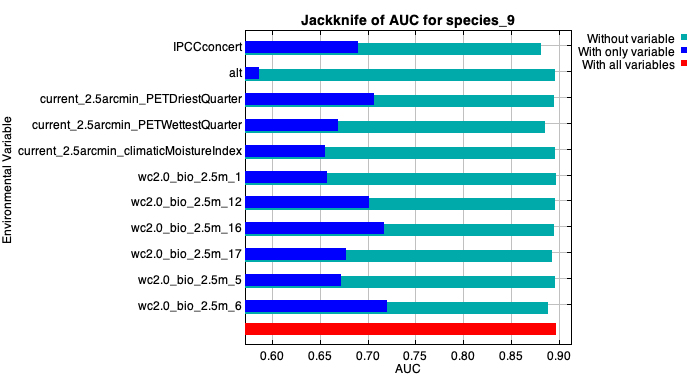 Jackknife of AUC for species_9
Without variable
With only variable
With all variables
Environmental Variable
IPCCconcert
alt
current_2.5arcmin_PETDriestQuarter
current_2.5arcmin_PETWettestQuarter
current_2.5arcmin_climaticMoistureIndex
wc2.0_bio_2.5m_1
wc2.0_bio_2.5m_12
wc2.0_bio_2.5m_16
wc2.0_bio_2.5m_17
wc2.0_bio_2.5m_5
wc2.0_bio_2.5m_6
0.60 0.65 0.70 0.75 0.80 0.85 0.90
AUC